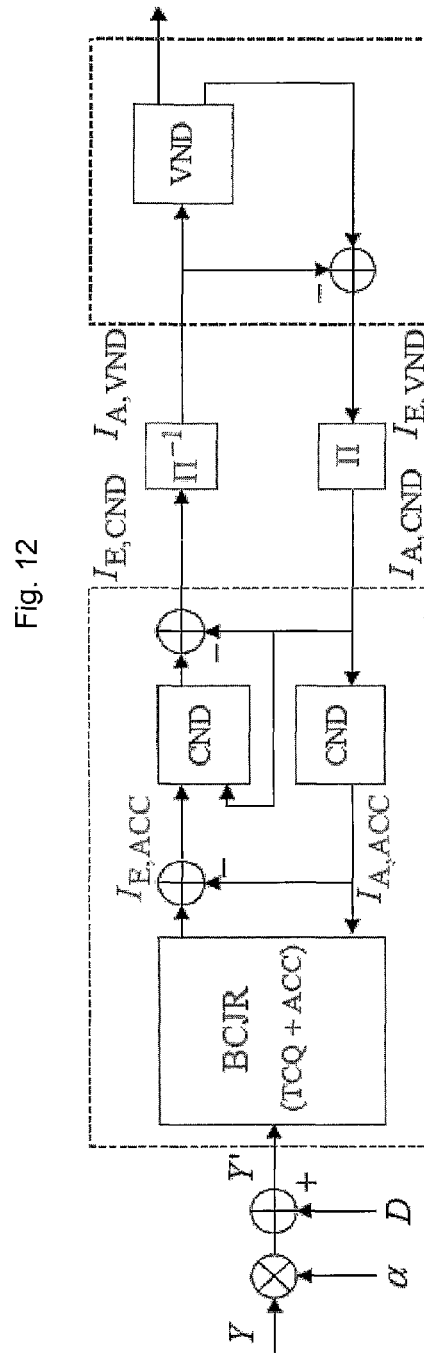 Fig. 12
Y
α
D
+
Y'
BCJR
(TCQ + ACC)
I_E,ACC
−
I_A,ACC
CND
CND
−
I_E,CND
I_A,VND
Π⁻¹
Π
I_A,CND
I_E,VND
−
VND